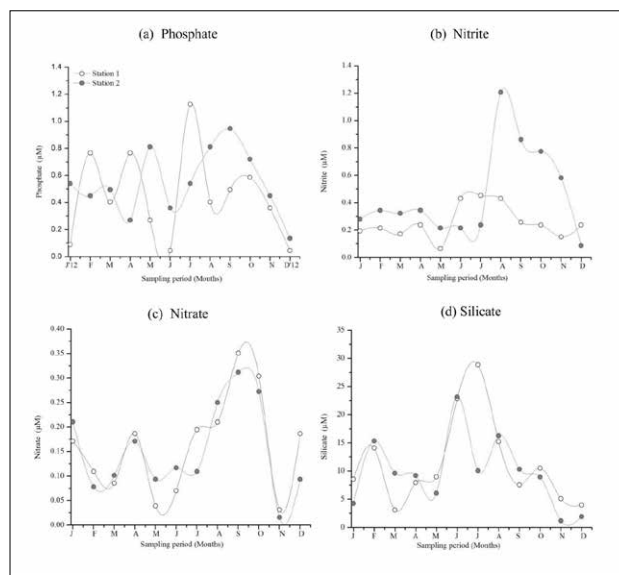 (a) Phosphate
Station 1
Station 2
1.4
1.2
1.0
0.8
0.6
0.4
0.2
0.0
Phosphate (µM)
J'12 F M A M J J A S O N D'12
Sampling period (Months)
(b) Nitrite
1.4
1.2
1.0
0.8
0.6
0.4
0.2
0.0
Nitrite (µM)
J F M A M J J A S O N D
Sampling period (Months)
(c) Nitrate
0.40
0.35
0.30
0.25
0.20
0.15
0.10
0.05
0.00
Nitrate (µM)
J F M A M J J A S O N D
Sampling period (Months)
(d) Silicate
35
30
25
20
15
10
5
0
Silicate (µM)
J F M A M J J A S O N D
Sampling period (Months)